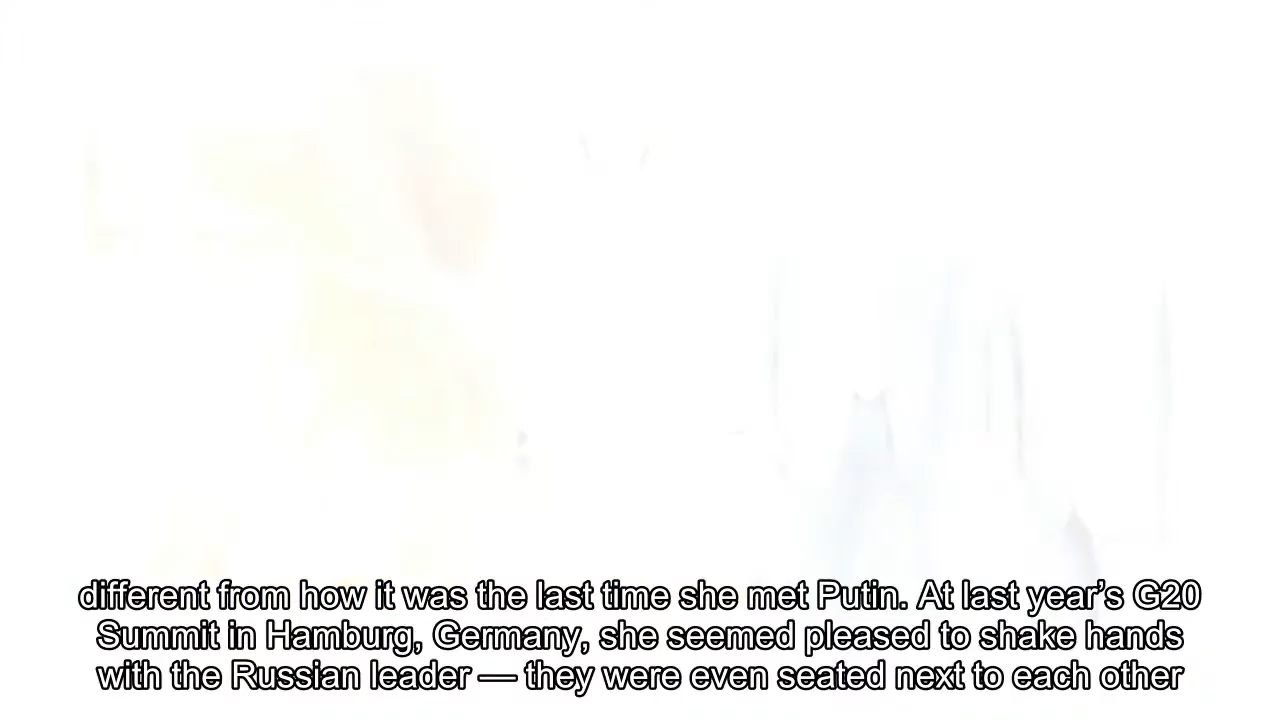 different from how it was the last time she met Putin. At last year’s G20
Summit in Hamburg, Germany, she seemed pleased to shake hands
with the Russian leader — they were even seated next to each other